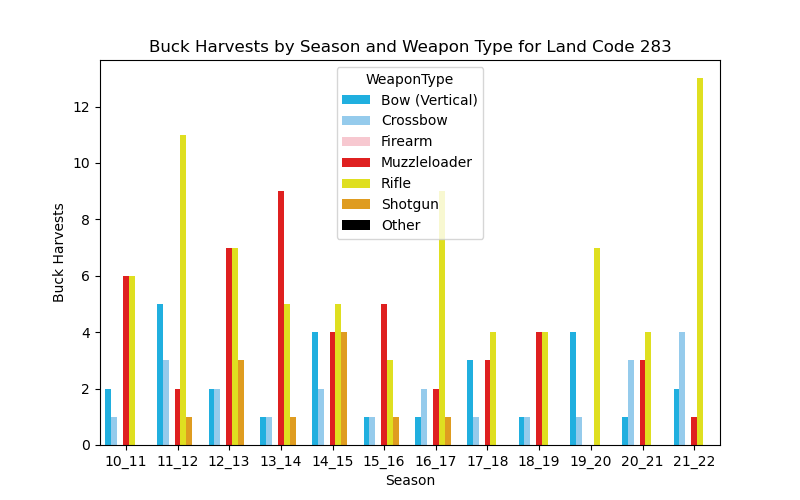 Buck Harvests by Season and Weapon Type for Land Code 283
WeaponType
Bow (Vertical)
Crossbow
Firearm
Muzzleloader
Rifle
Shotgun
Other
Buck Harvests
12
10
8
6
4
2
0
10_11 11_12 12_13 13_14 14_15 15_16 16_17 17_18 18_19 19_20 20_21 21_22
Season